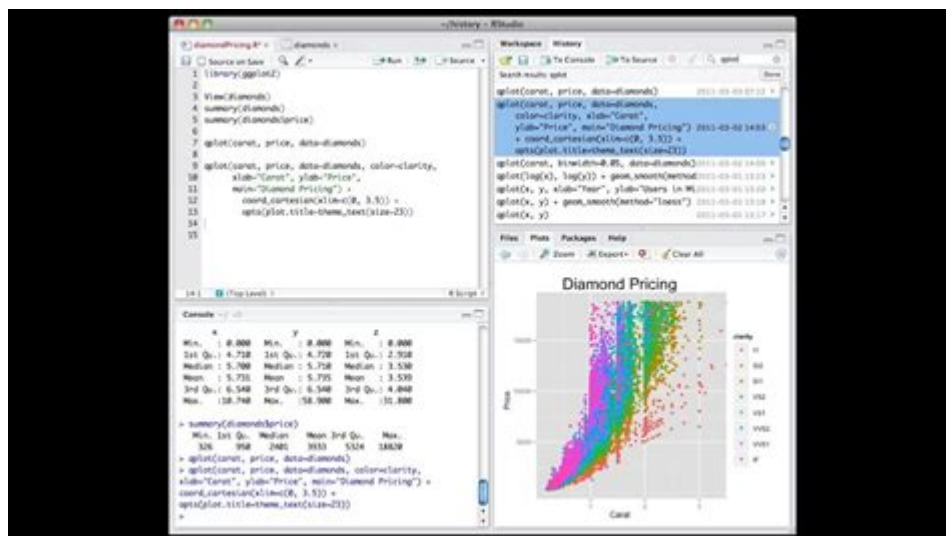 ~/history - RStudio
diamondPricing.R* × diamonds ×
Source on Save Run Source
1 library(ggplot2)
2
3 View(diamonds)
4 summary(diamonds)
5 summary(diamonds$price)
6
7 qplot(carat, price, data=diamonds)
8
9 qplot(carat, price, data=diamonds, color=clarity,
10 xlab="Carat", ylab="Price",
11 main="Diamond Pricing") +
12 coord_cartesian(xlim=c(0, 3.5)) +
13 opts(plot.title=theme_text(size=23))
14
15
14:1 (Top Level) R Script
Console ~/
x y z
Min. : 0.000 Min. : 0.000 Min. : 0.000
1st Qu.: 4.710 1st Qu.: 4.720 1st Qu.: 2.910
Median : 5.700 Median : 5.710 Median : 3.530
Mean : 5.731 Mean : 5.735 Mean : 3.539
3rd Qu.: 6.540 3rd Qu.: 6.540 3rd Qu.: 4.040
Max. :10.740 Max. :58.900 Max. :31.800
> summary(diamonds$price)
Min. 1st Qu. Median Mean 3rd Qu. Max.
326 950 2401 3933 5324 18820
> qplot(carat, price, data=diamonds)
> qplot(carat, price, data=diamonds, color=clarity,
xlab="Carat", ylab="Price", main="Diamond Pricing") +
coord_cartesian(xlim=c(0, 3.5)) +
opts(plot.title=theme_text(size=23))
>
Workspace History
To Console To Source qplot
Search results: qplot Done
qplot(carat, price, data=diamonds)
qplot(carat, price, data=diamonds,
color=clarity, xlab="Carat",
ylab="Price", main="Diamond Pricing") 2011-03-02 14:03
+ coord_cartesian(xlim=c(0, 3.5)) +
opts(plot.title=theme_text(size=23))
qplot(carat, binwidth=0.05, data=diamonds)
qplot(log(x), log(y)) + geom_smooth(method
qplot(x, y, xlab="Year", ylab="Users in
qplot(x, y) + geom_smooth(method="loess")
qplot(x, y)
Files Plots Packages Help
Zoom Export Clear All
Diamond Pricing
Price
Carat
clarity
I1
SI2
SI1
VS2
VS1
VVS2
VVS1
IF